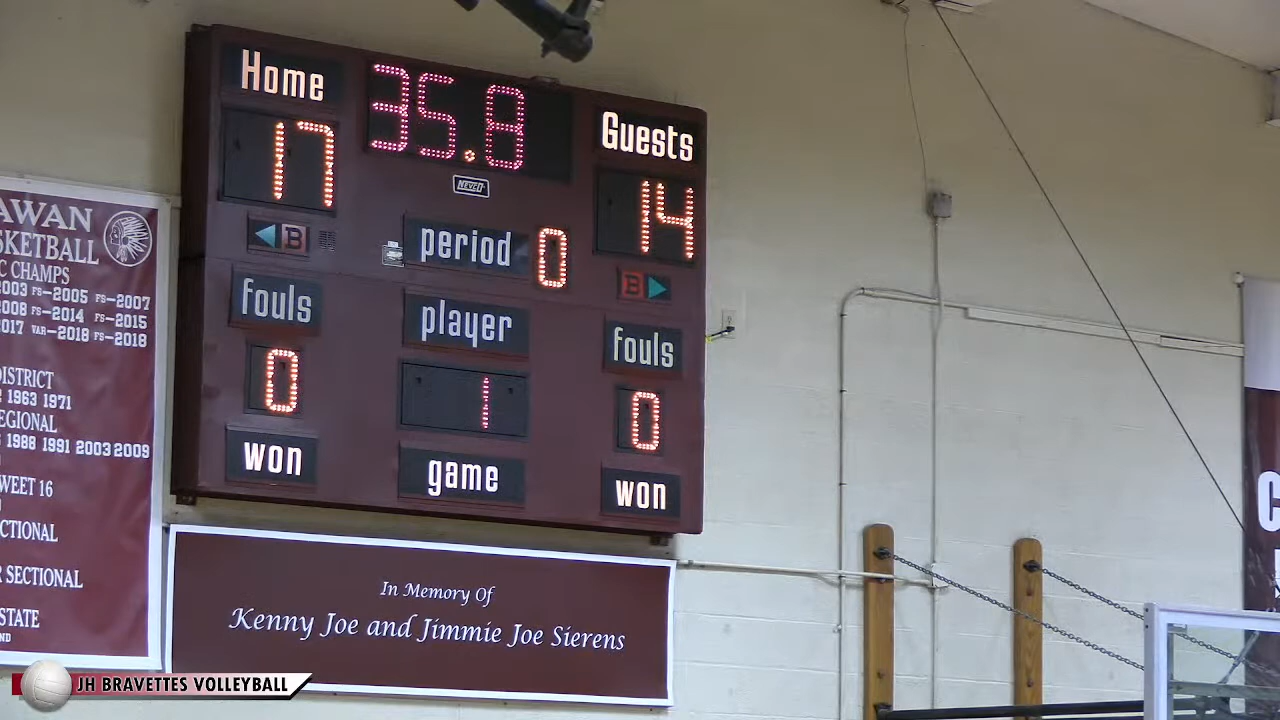 Home
35.8
Guests
17
14
NEVCO
B
period
0
B
fouls
player
fouls
0
1
0
won
game
won
AWAN
SKETBALL
C CHAMPS
2003 FS-2005 FS-2007
2008 FS-2014 FS-2015
2017 VAR-2018 FS-2018
DISTRICT
1963 1971
EGIONAL
1988 1991 2003 2009
WEET 16
CTIONAL
R SECTIONAL
STATE
ND
In Memory Of
Kenny Joe and Jimmie Joe Sierens
JH BRAVETTES VOLLEYBALL
C